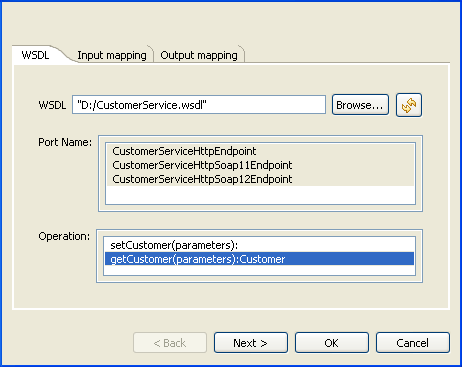 WSDL Input mapping Output mapping
WSDL "D:/CustomerService.wsdl" Browse...
Port Name:
CustomerServiceHttpEndpoint
CustomerServiceHttpSoap11Endpoint
CustomerServiceHttpSoap12Endpoint
Operation:
setCustomer(parameters):
getCustomer(parameters):Customer
< Back Next > OK Cancel